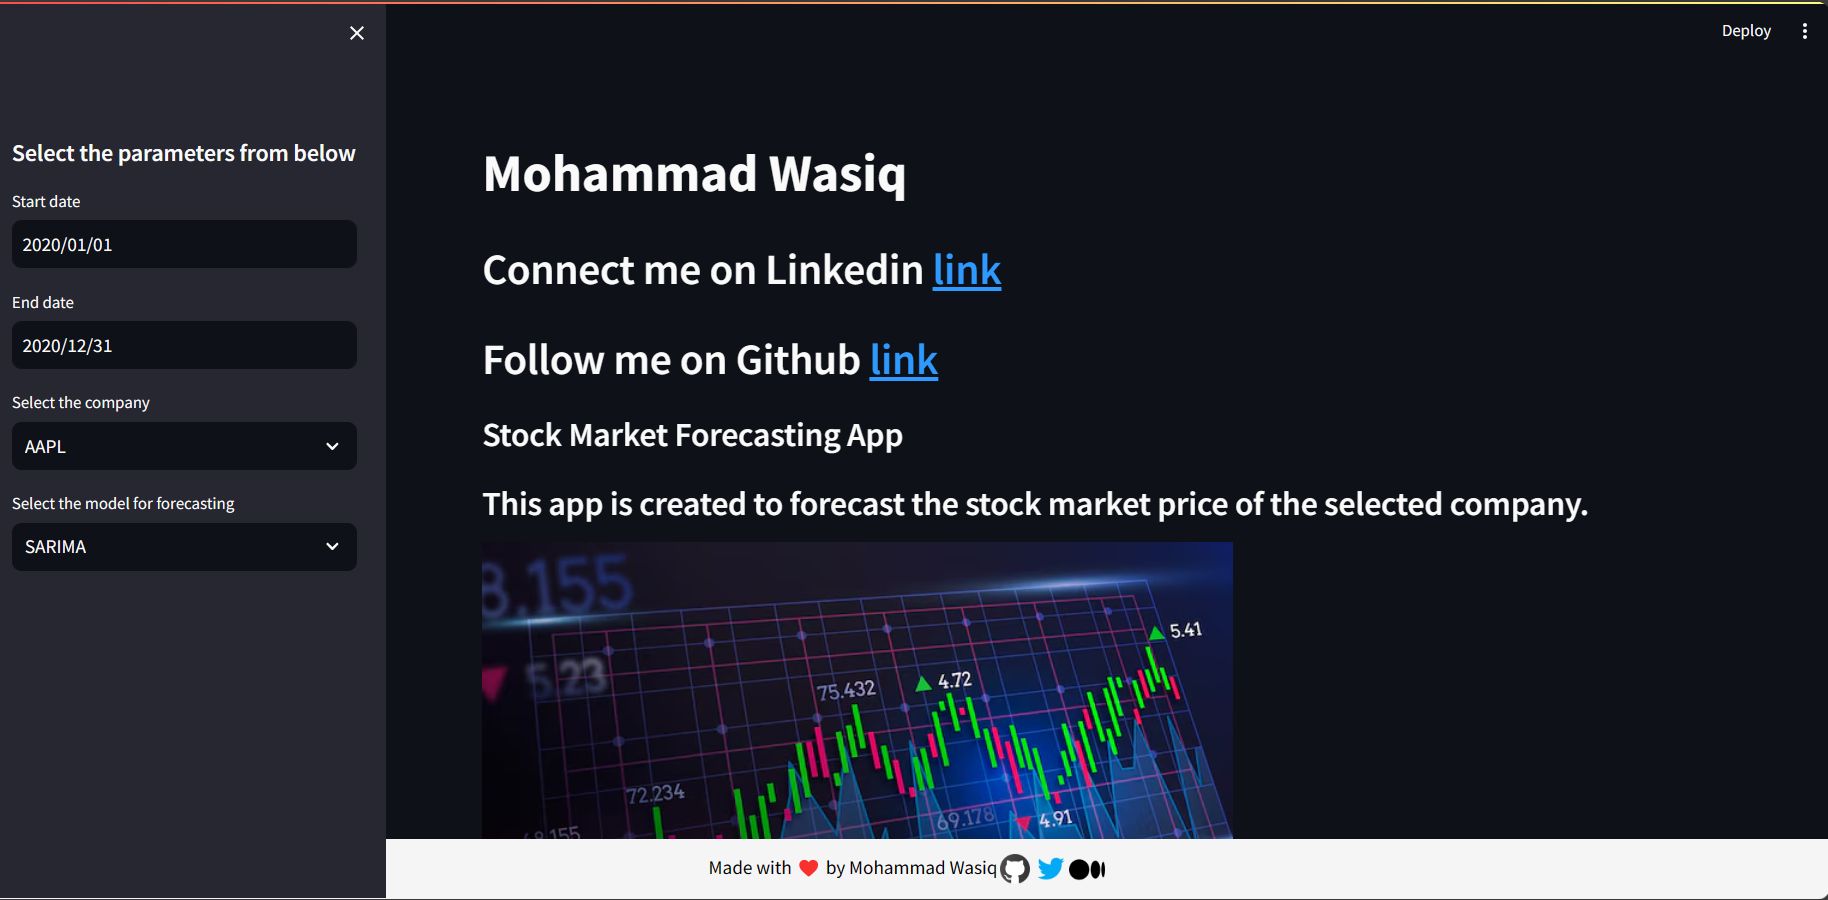 Deploy
Select the parameters from below
Start date
2020/01/01
End date
2020/12/31
Select the company
AAPL
Select the model for forecasting
SARIMA
Mohammad Wasiq
Connect me on Linkedin link
Follow me on Github link
Stock Market Forecasting App
This app is created to forecast the stock market price of the selected company.
8.155
5.23
5.41
75.432
4.72
72.234
69.178
4.91
Made with ❤️ by Mohammad Wasiq